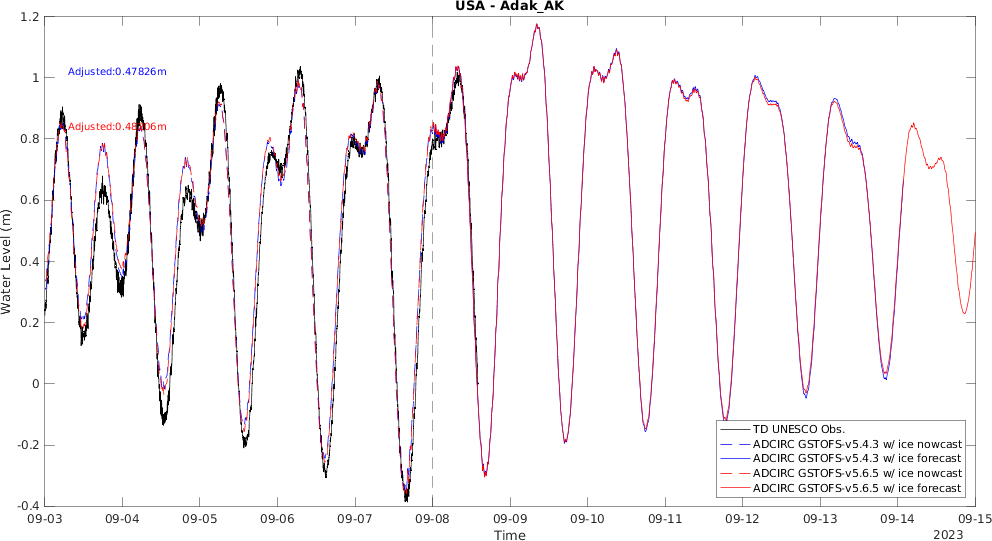 USA - Adak_AK
1.2
1
0.8
0.6
0.4
0.2
0
-0.2
-0.4
Water Level (m)
Adjusted:0.47826m
TD UNESCO Obs.
ADCIRC GSTOFS-v5.4.3 w/ ice nowcast
ADCIRC GSTOFS-v5.4.3 w/ ice forecast
ADCIRC GSTOFS-v5.6.5 w/ ice nowcast
ADCIRC GSTOFS-v5.6.5 w/ ice forecast
09-03 09-04 09-05 09-06 09-07 09-08 09-09 09-10 09-11 09-12 09-13 09-14 09-15
Time
2023